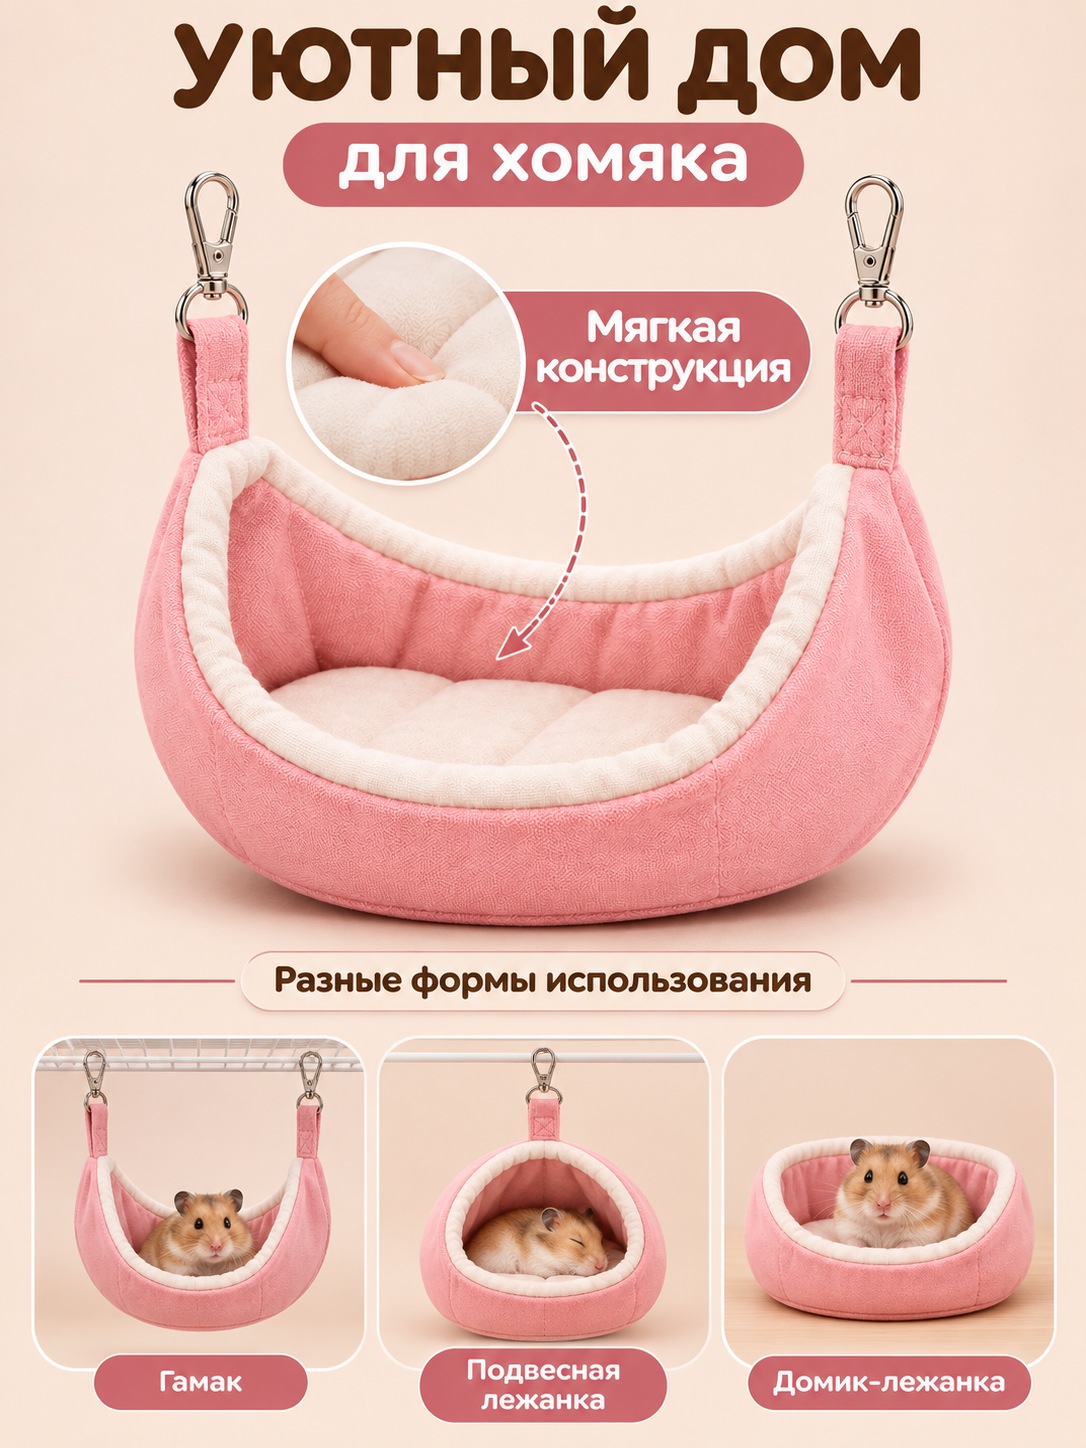 УЮТНЫЙ ДОМ
для хомяка
Мягкая
конструкция
Разные формы использования
Гамак
Подвесная
лежанка
Домик-лежанка